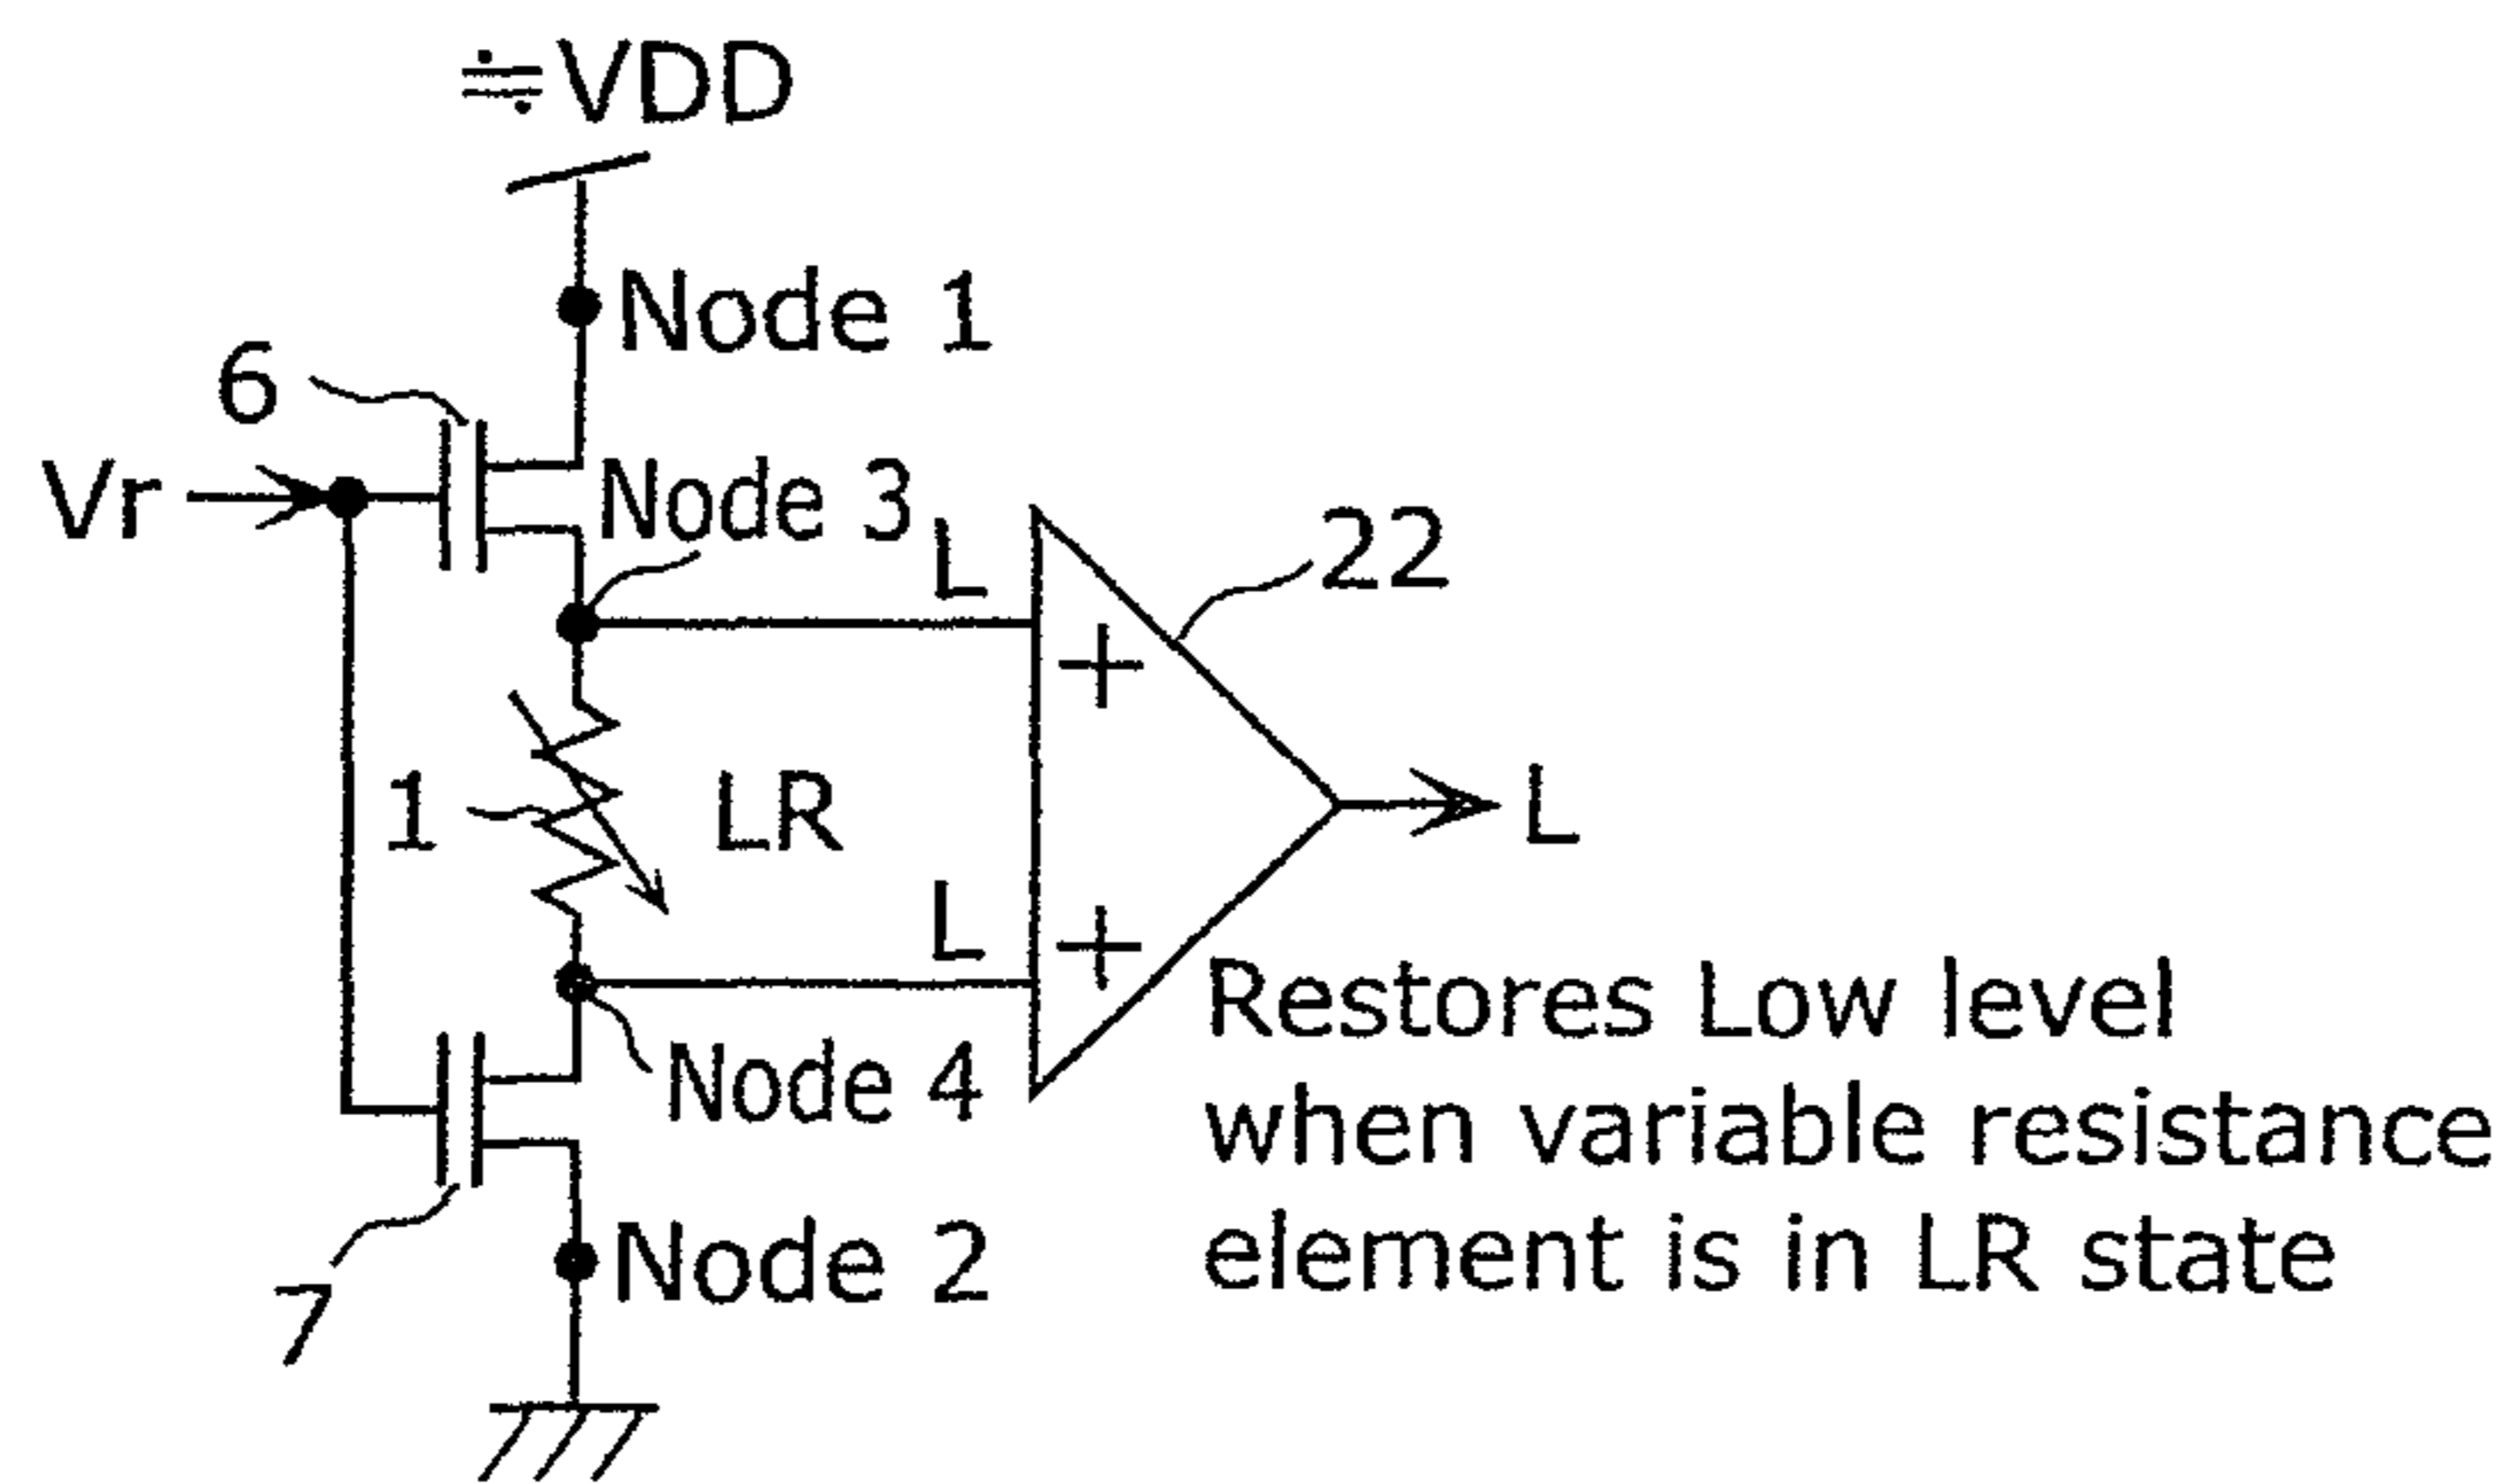 ≒VDD
Node 1
6
Vr
Node 3
L
22
+
1
LR
L
L
+
Node 4
Restores Low level
when variable resistance
element is in LR state
7
Node 2